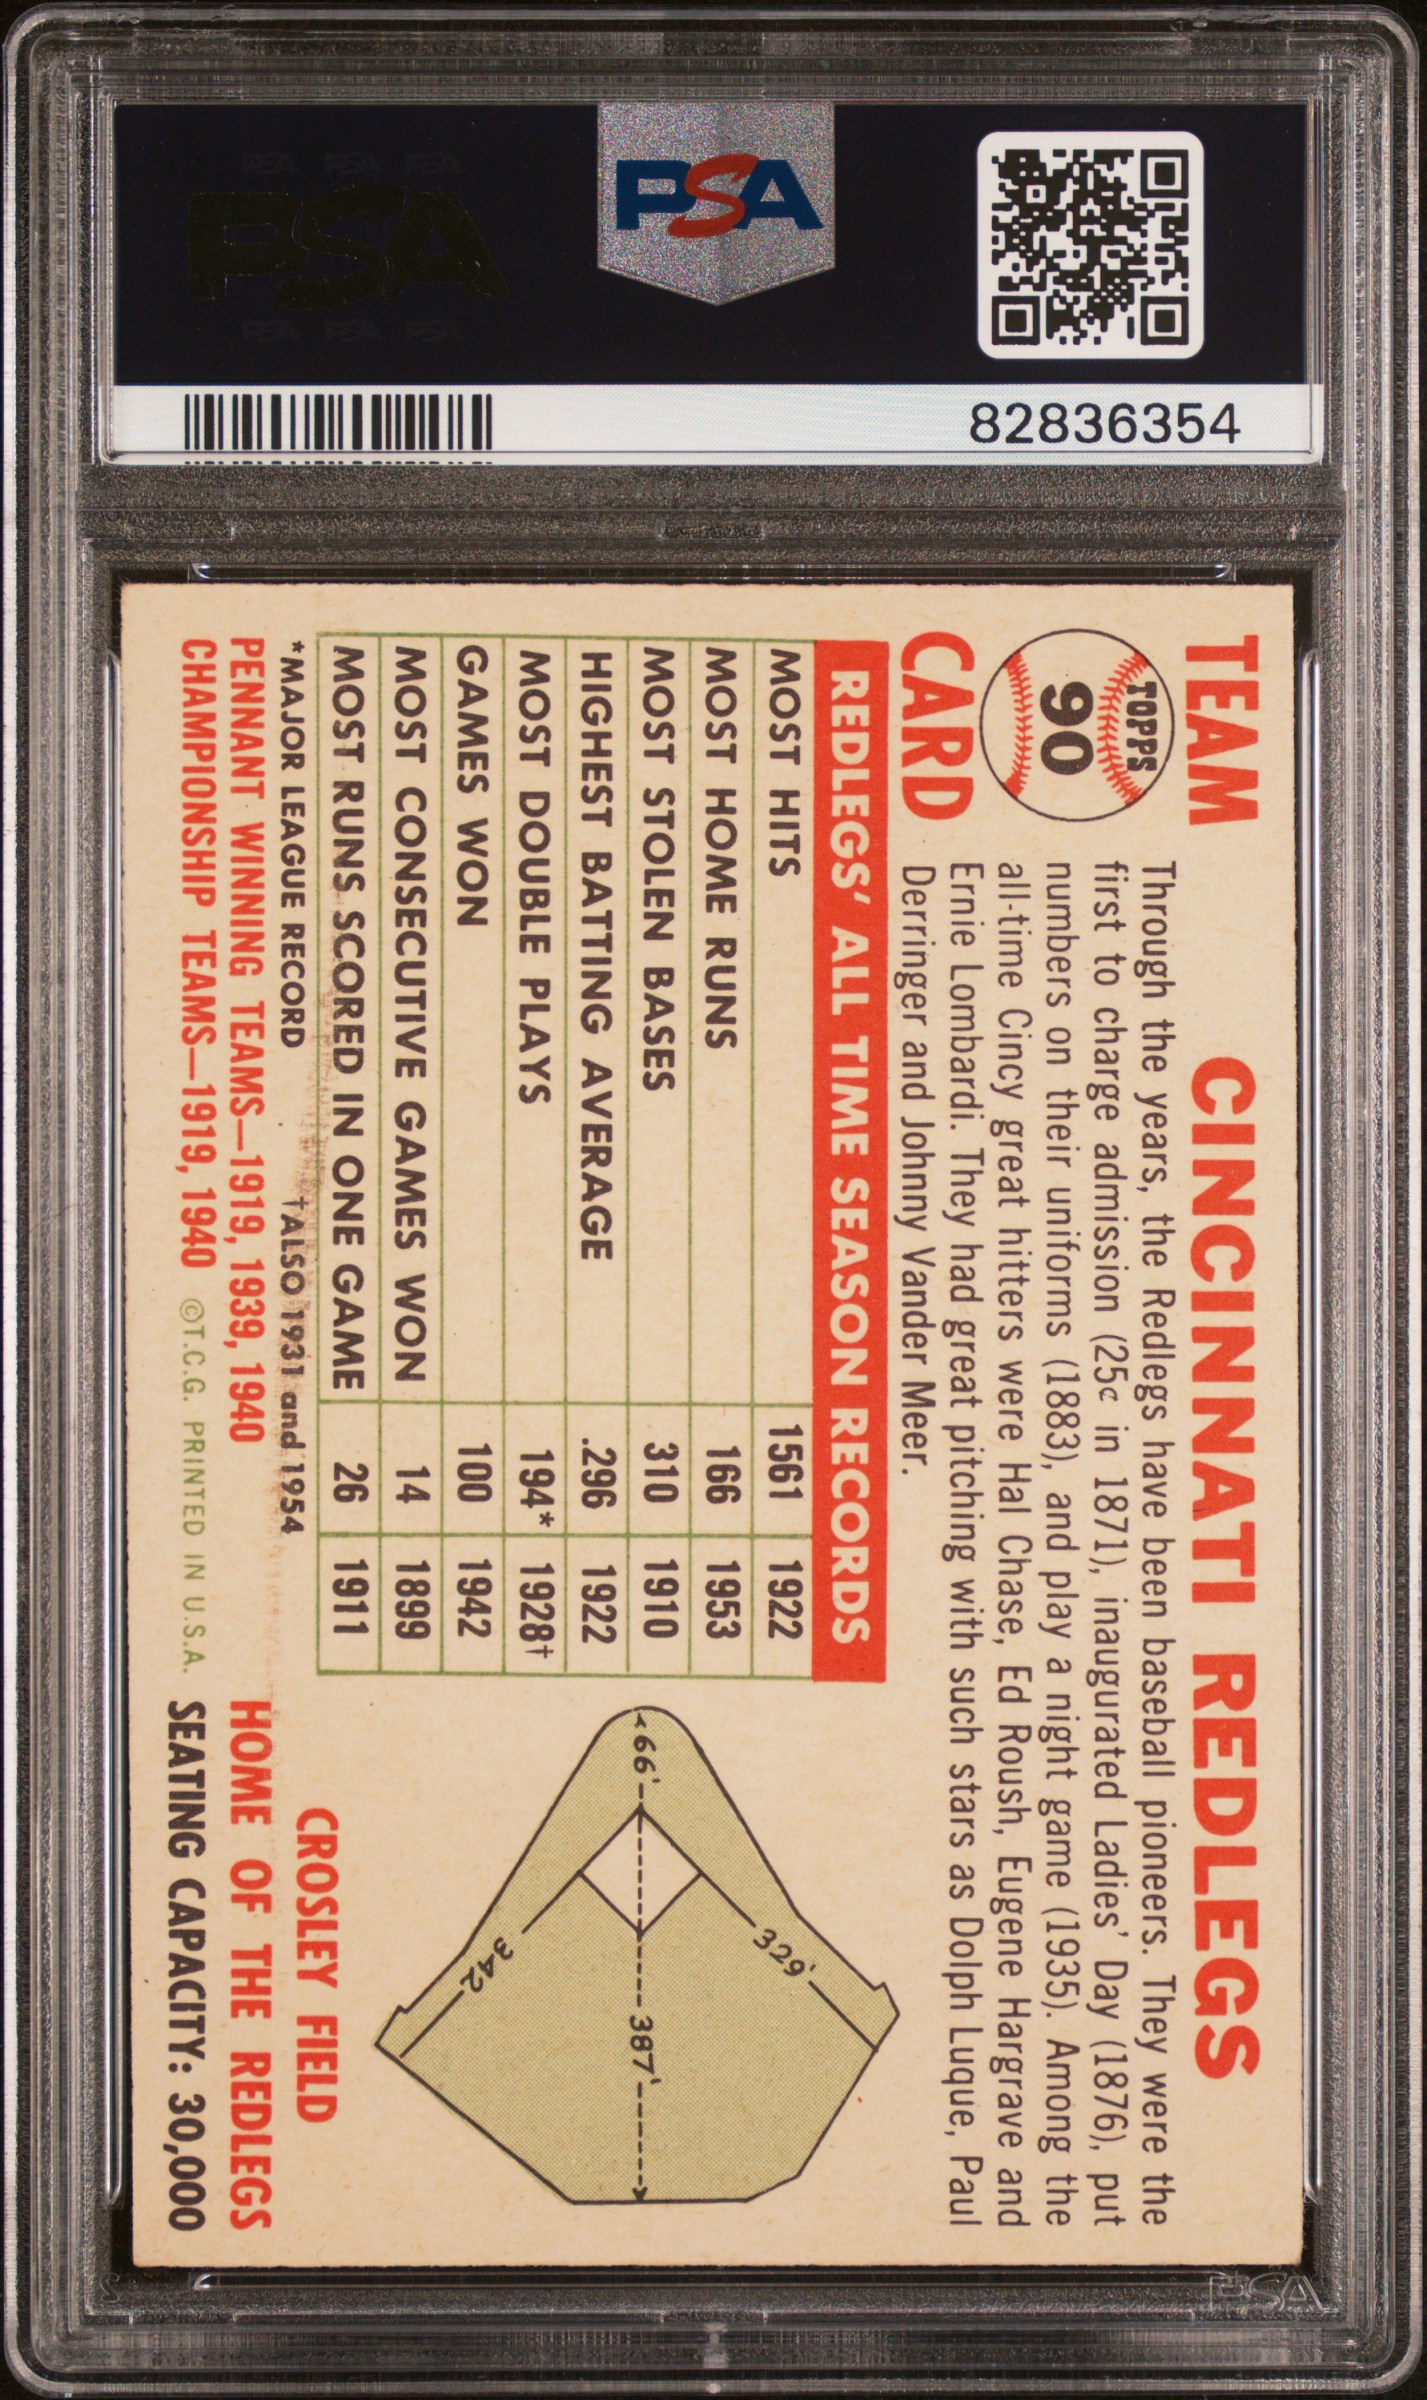 PSA
PSA PSA PSA
PSA
PSA PSA PSA
82836354
TEAM
TOPPS
90
CARD
CINCINNATI REDLEGS
Through the years, the Redlegs have been baseball pioneers. They were the
first to charge admission (25¢ in 1871), inaugurated Ladies' Day (1876), put
numbers on their uniforms (1883), and play a night game (1935). Among the
all-time Cincy great hitters were Hal Chase, Ed Roush, Eugene Hargrave and
Ernie Lombardi. They had great pitching with such stars as Dolph Luque, Paul
Derringer and Johnny Vander Meer.
REDLEGS' ALL TIME SEASON RECORDS
MOST HITS 1561 1922
MOST HOME RUNS 166 1953
MOST STOLEN BASES 310 1910
HIGHEST BATTING AVERAGE .296 1922
MOST DOUBLE PLAYS 194* 1928†
GAMES WON 100 1942
MOST CONSECUTIVE GAMES WON 14 1899
MOST RUNS SCORED IN ONE GAME 26 1911
*MAJOR LEAGUE RECORD †ALSO 1931 and 1954
PENNANT WINNING TEAMS—1919, 1939, 1940
CHAMPIONSHIP TEAMS—1919, 1940 ©T.C.G. PRINTED IN U.S.A.
329'
66' 387'
342
CROSLEY FIELD
HOME OF THE REDLEGS
SEATING CAPACITY: 30,000
PSA